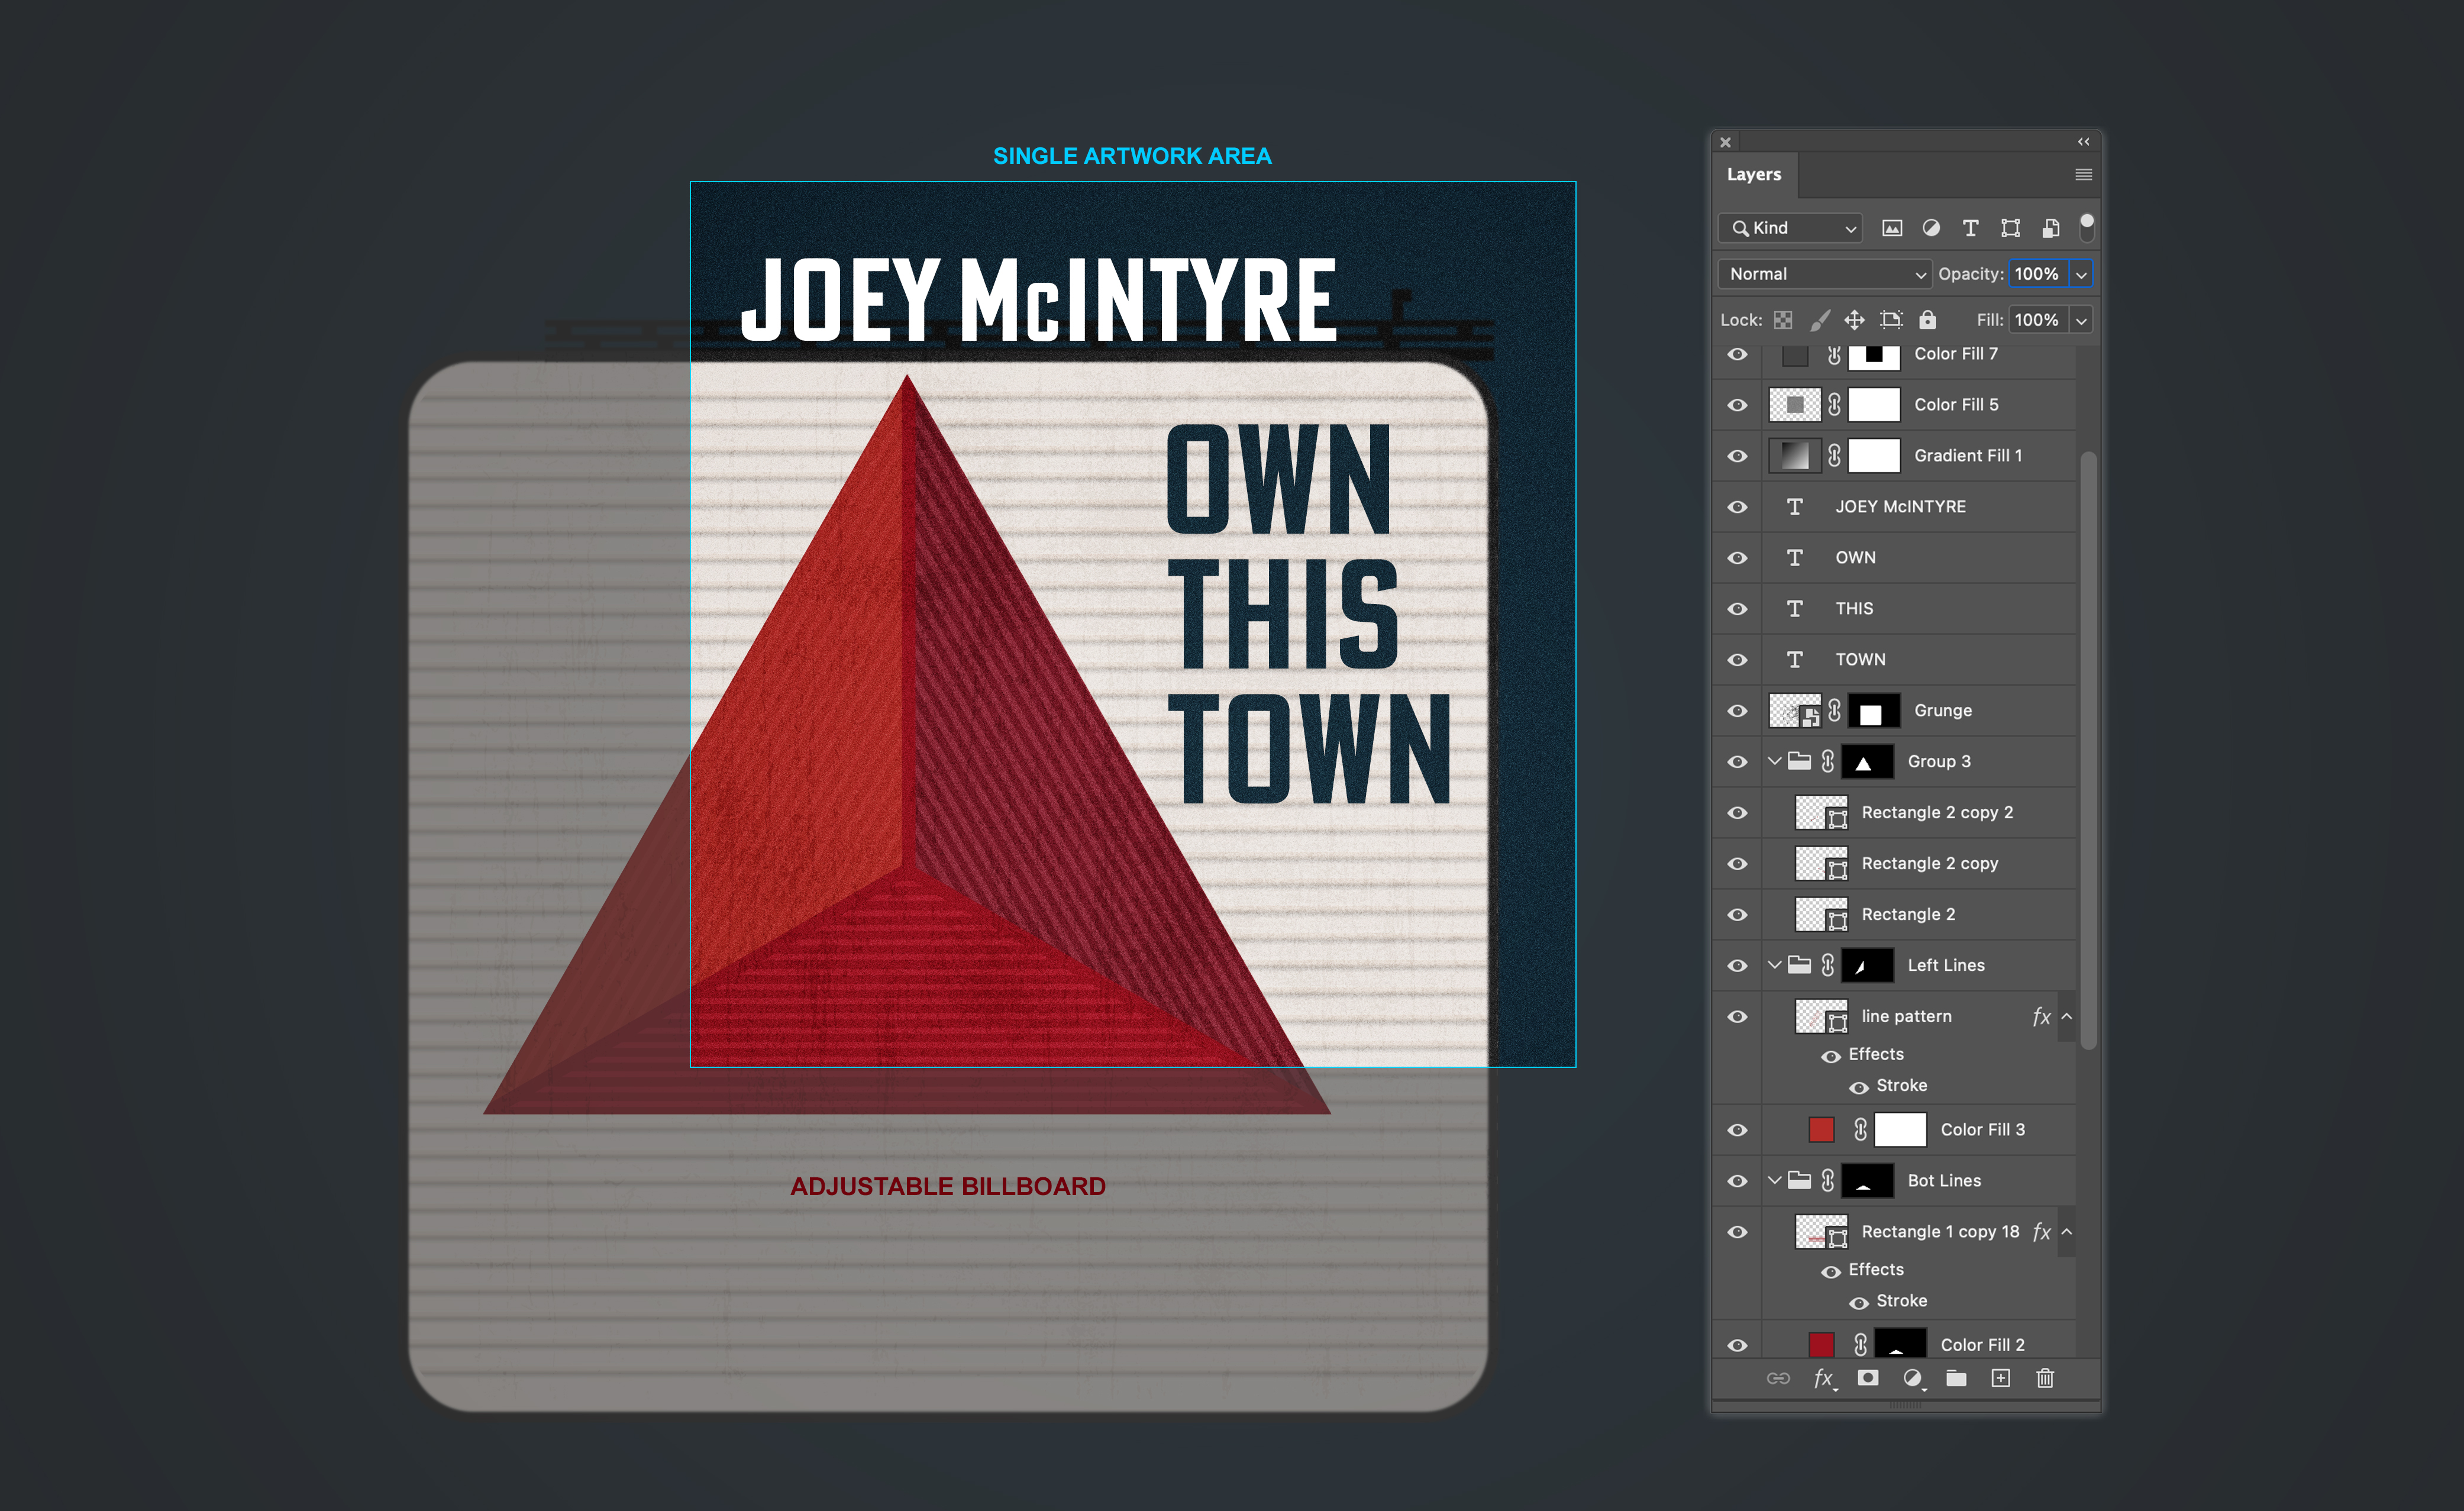 SINGLE ARTWORK AREA
JOEY McINTYRE
OWN
THIS
TOWN
ADJUSTABLE BILLBOARD
Layers
Kind
Normal
Opacity: 100%
Lock:
Fill: 100%
Color Fill 7
Color Fill 5
Gradient Fill 1
T JOEY McINTYRE
T OWN
T THIS
T TOWN
Grunge
Group 3
Rectangle 2 copy 2
Rectangle 2 copy
Rectangle 2
Left Lines
line pattern fx
Effects
Stroke
Color Fill 3
Bot Lines
Rectangle 1 copy 18 fx
Effects
Stroke
Color Fill 2
fx